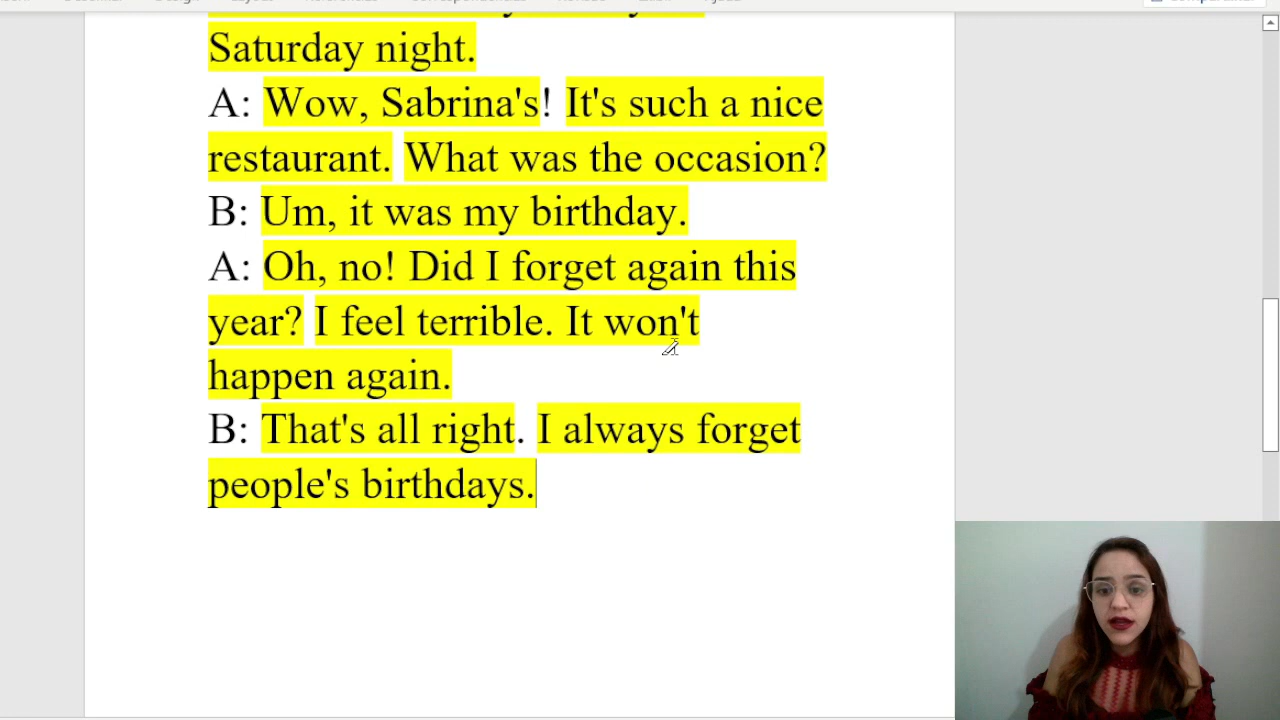 Saturday night.
A: Wow, Sabrina's! It's such a nice
restaurant. What was the occasion?
B: Um, it was my birthday.
A: Oh, no! Did I forget again this
year? I feel terrible. It won't
happen again.
B: That's all right. I always forget
people's birthdays.